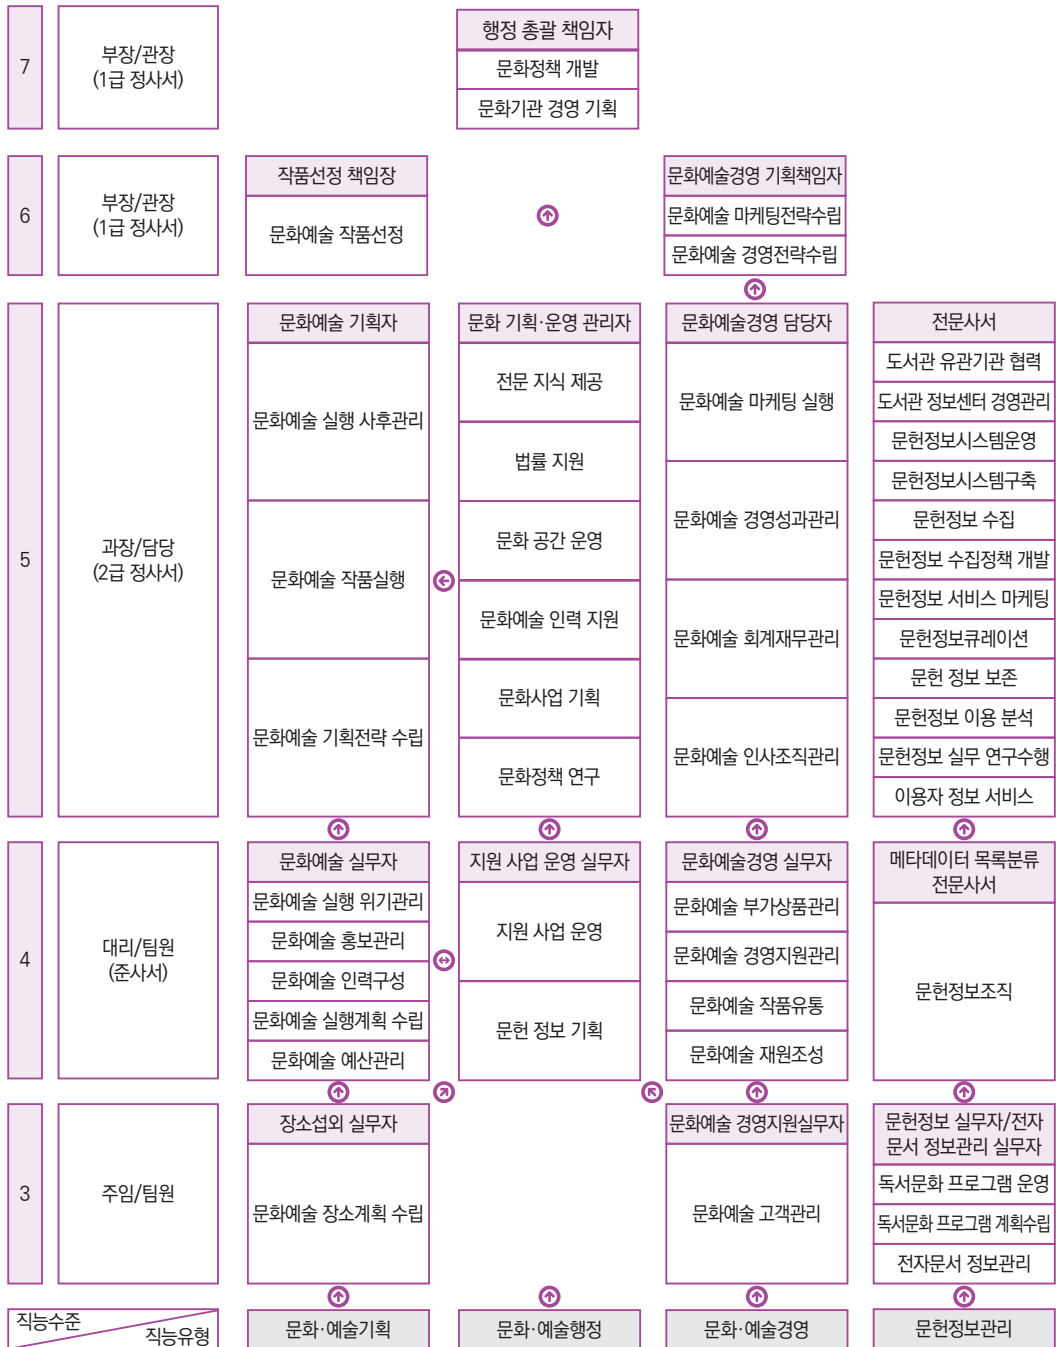 7
부장/관장
(1급 정사서)
행정 총괄 책임자
문화정책 개발
문화기관 경영 기획
6
부장/관장
(1급 정사서)
작품선정 책임장
문화예술 작품선정
문화예술경영 기획책임자
문화예술 마케팅전략수립
문화예술 경영전략수립
5
과장/담당
(2급 정사서)
문화예술 기획자
문화예술 실행 사후관리
문화예술 작품실행
문화예술 기획전략 수립
문화 기획·운영 관리자
전문 지식 제공
법률 지원
문화 공간 운영
문화예술 인력 지원
문화사업 기획
문화정책 연구
문화예술경영 담당자
문화예술 마케팅 실행
문화예술 경영성과관리
문화예술 회계재무관리
문화예술 인사조직관리
전문사서
도서관 유관기관 협력
도서관 정보센터 경영관리
문헌정보시스템운영
문헌정보시스템구축
문헌정보 수집
문헌정보 수집정책 개발
문헌정보 서비스 마케팅
문헌정보큐레이션
문헌 정보 보존
문헌정보 이용 분석
문헌정보 실무 연구수행
이용자 정보 서비스
4
대리/팀원
(준사서)
문화예술 실무자
문화예술 실행 위기관리
문화예술 홍보관리
문화예술 인력구성
문화예술 실행계획 수립
문화예술 예산관리
지원 사업 운영 실무자
지원 사업 운영
문헌 정보 기획
문화예술경영 실무자
문화예술 부가상품관리
문화예술 경영지원관리
문화예술 작품유통
문화예술 재원조성
메타데이터 목록분류
전문사서
문헌정보조직
3
주임/팀원
장소섭외 실무자
문화예술 장소계획 수립
문화예술 경영지원실무자
문화예술 고객관리
문헌정보 실무자/전자
문서 정보관리 실무자
독서문화 프로그램 운영
독서문화 프로그램 계획수립
전자문서 정보관리
직능수준
직능유형
문화·예술기획
문화·예술행정
문화·예술경영
문헌정보관리